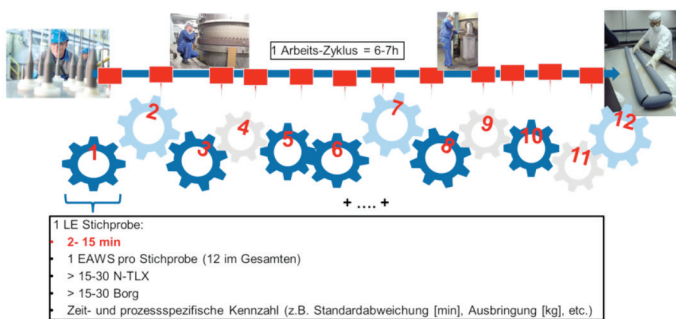 1 Arbeits-Zyklus = 6-7h
1
2
3
4
5
6
7
8
9
10
11
12
+ .... +
1 LE Stichprobe:
• 2- 15 min
• 1 EAWS pro Stichprobe (12 im Gesamten)
• > 15-30 N-TLX
• > 15-30 Borg
• Zeit- und prozessspezifische Kennzahl (z.B. Standardabweichung [min], Ausbringung [kg], etc.)